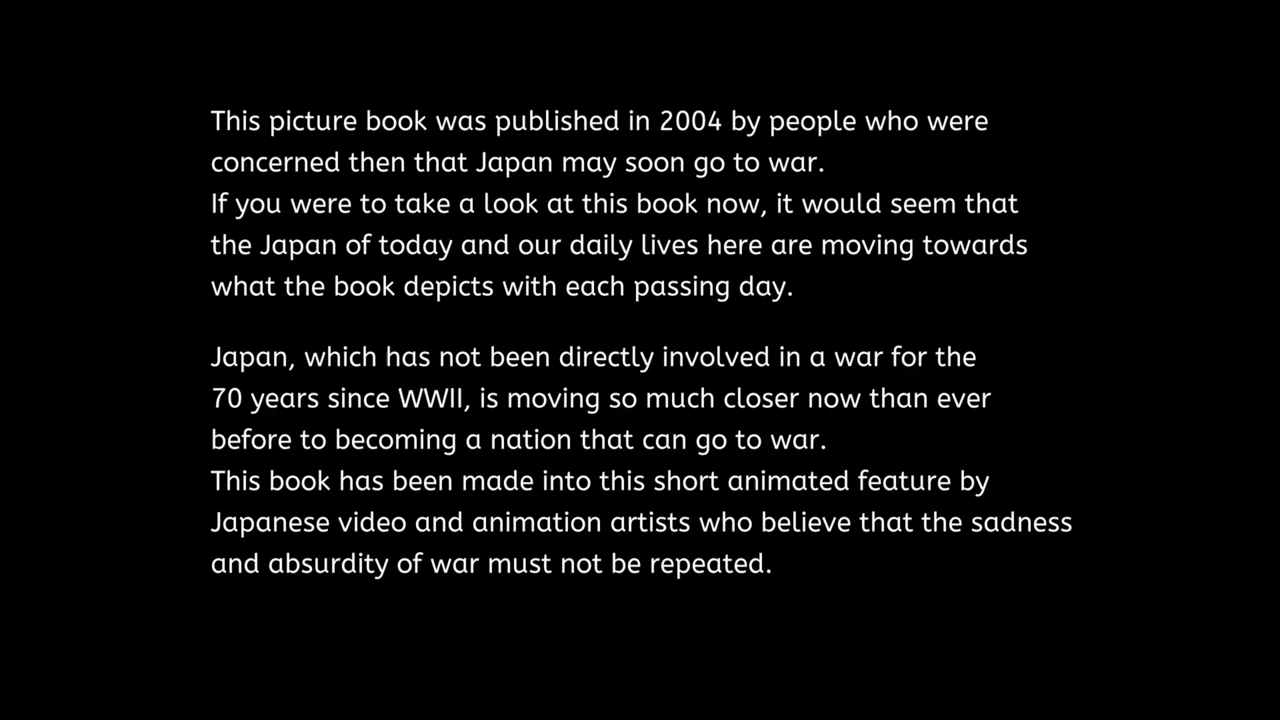 This picture book was published in 2004 by people who were
concerned then that Japan may soon go to war.
If you were to take a look at this book now, it would seem that
the Japan of today and our daily lives here are moving towards
what the book depicts with each passing day.
Japan, which has not been directly involved in a war for the
70 years since WWII, is moving so much closer now than ever
before to becoming a nation that can go to war.
This book has been made into this short animated feature by
Japanese video and animation artists who believe that the sadness
and absurdity of war must not be repeated.